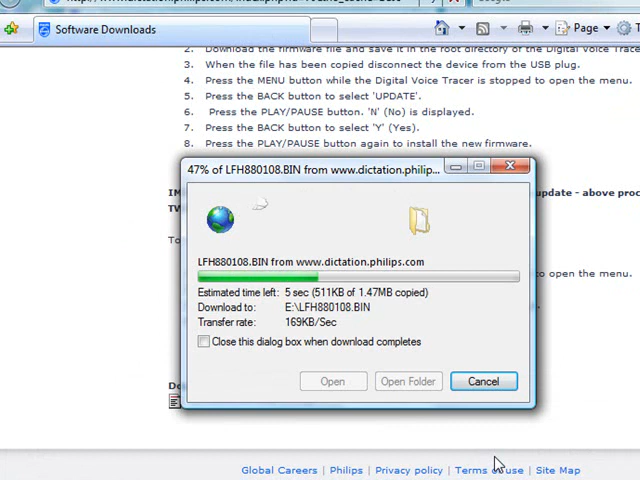 Software Downloads
Page
2. Download the firmware file and save it in the root directory of the Digital Voice Trace
3. When the file has been copied disconnect the device from the USB plug.
4. Press the MENU button while the Digital Voice Tracer is stopped to open the menu.
5. Press the BACK button to select 'UPDATE'.
6. Press the PLAY/PAUSE button. 'N' (No) is displayed.
7. Press the BACK button to select 'Y' (Yes).
8. Press the PLAY/PAUSE button again to install the new firmware.
47% of LFH880108.BIN from www.dictation.philip...
IM
update - above proc
TW
LFH880108.BIN from www.dictation.philips.com
To
to open the menu.
Estimated time left: 5 sec (511KB of 1.47MB copied)
Download to: E:\LFH880108.BIN
Transfer rate: 169KB/Sec
Close this dialog box when download completes
Open
Open Folder
Cancel
Do
Global Careers | Philips | Privacy policy | Terms of use | Site Map